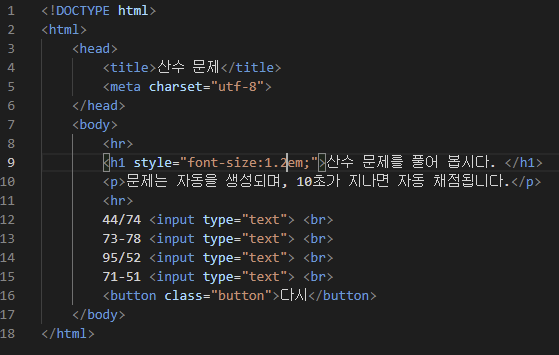 1 <!DOCTYPE html>
2 <html>
3 <head>
4 <title>산수 문제</title>
5 <meta charset="utf-8">
6 </head>
7 <body>
8 <hr>
9 <h1 style="font-size:1.2em;">산수 문제를 풀어 봅시다. </h1>
10 <p>문제는 자동을 생성되며, 10초가 지나면 자동 채점됩니다.</p>
11 <hr>
12 44/74 <input type="text"> <br>
13 73-78 <input type="text"> <br>
14 95/52 <input type="text"> <br>
15 71-51 <input type="text"> <br>
16 <button class="button">다시</button>
17 </body>
18 </html>